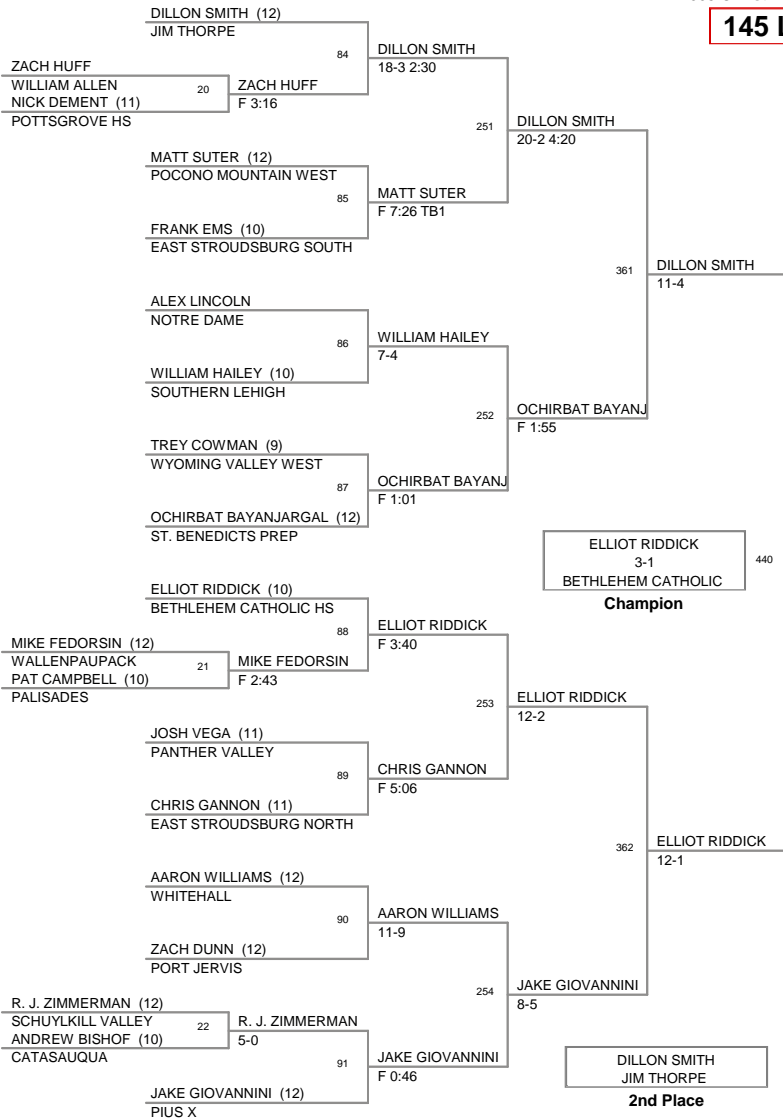 145 L
DILLON SMITH (12)
JIM THORPE
84
DILLON SMITH
18-3 2:30
ZACH HUFF
WILLIAM ALLEN
20
ZACH HUFF
NICK DEMENT (11)
F 3:16
POTTSGROVE HS
251
DILLON SMITH
20-2 4:20
MATT SUTER (12)
POCONO MOUNTAIN WEST
85
MATT SUTER
F 7:26 TB1
FRANK EMS (10)
EAST STROUDSBURG SOUTH
361
DILLON SMITH
11-4
ALEX LINCOLN
NOTRE DAME
86
WILLIAM HAILEY
7-4
WILLIAM HAILEY (10)
SOUTHERN LEHIGH
252
OCHIRBAT BAYANJ
F 1:55
TREY COWMAN (9)
WYOMING VALLEY WEST
87
OCHIRBAT BAYANJ
F 1:01
OCHIRBAT BAYANJARGAL (12)
ST. BENEDICTS PREP
ELLIOT RIDDICK
3-1
440
BETHLEHEM CATHOLIC
Champion
ELLIOT RIDDICK (10)
BETHLEHEM CATHOLIC HS
88
ELLIOT RIDDICK
F 3:40
MIKE FEDORSIN (12)
WALLENPAUPACK
21
MIKE FEDORSIN
PAT CAMPBELL (10)
F 2:43
PALISADES
253
ELLIOT RIDDICK
12-2
JOSH VEGA (11)
PANTHER VALLEY
89
CHRIS GANNON
F 5:06
CHRIS GANNON (11)
EAST STROUDSBURG NORTH
362
ELLIOT RIDDICK
12-1
AARON WILLIAMS (12)
WHITEHALL
90
AARON WILLIAMS
11-9
ZACH DUNN (12)
PORT JERVIS
254
JAKE GIOVANNINI
8-5
R. J. ZIMMERMAN (12)
SCHUYLKILL VALLEY
22
R. J. ZIMMERMAN
ANDREW BISHOF (10)
5-0
CATASAUQUA
91
JAKE GIOVANNINI
F 0:46
JAKE GIOVANNINI (12)
PIUS X
DILLON SMITH
JIM THORPE
2nd Place